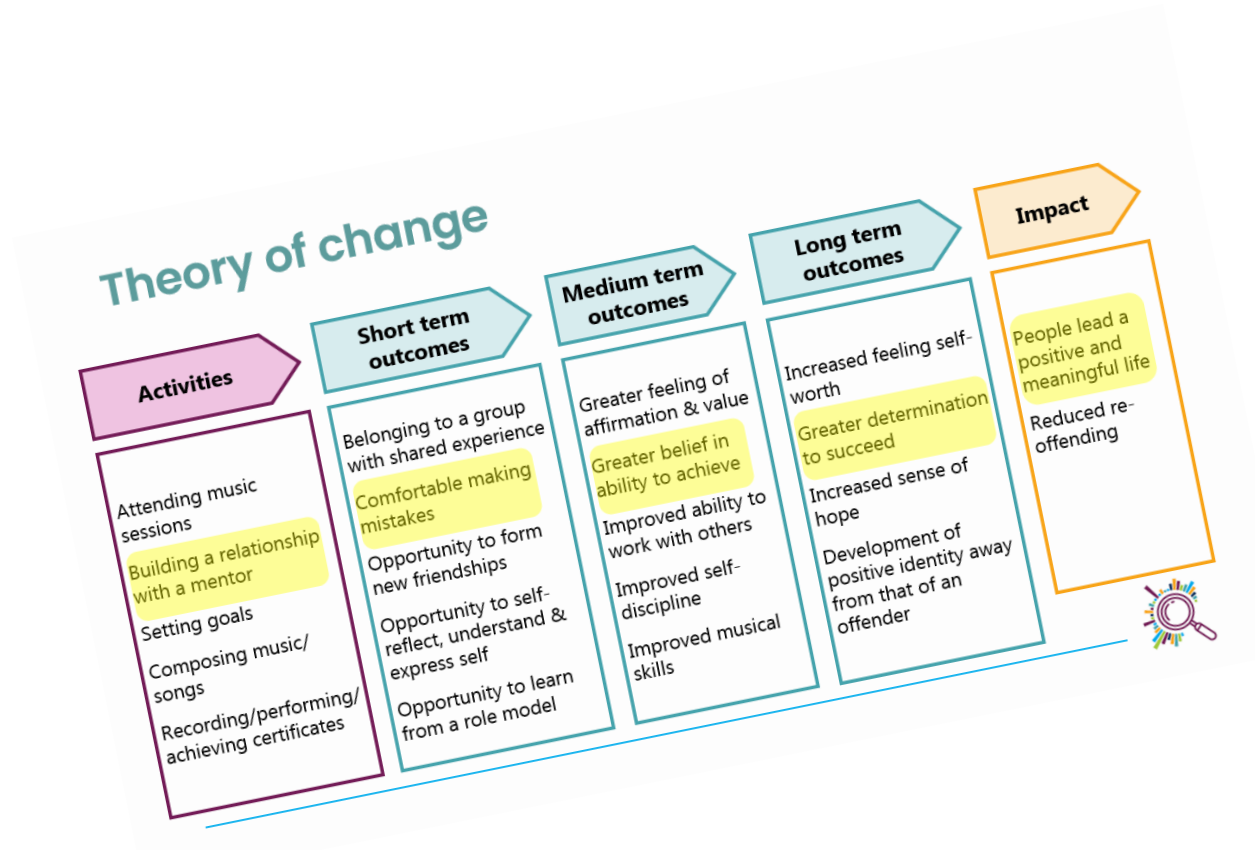 Theory of change
Activities
Attending music
sessions
Building a relationship
with a mentor
Setting goals
Composing music/
songs
Recording/performing/
achieving certificates
Short term
outcomes
Belonging to a group
with shared experience
Comfortable making
mistakes
Opportunity to form
new friendships
Opportunity to self-
reflect, understand &
express self
Opportunity to learn
from a role model
Medium term
outcomes
Greater feeling of
affirmation & value
Greater belief in
ability to achieve
Improved ability to
work with others
Improved self-
discipline
Improved musical
skills
Long term
outcomes
Increased feeling self-
worth
Greater determination
to succeed
Increased sense of
hope
Development of
positive identity away
from that of an
offender
Impact
People lead a
positive and
meaningful life
Reduced re-
offending